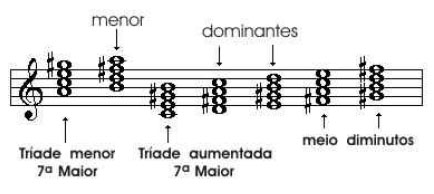 menor
dominantes
meio diminutos
Tríade menor
7ª Maior
Tríade aumentada
7ª Maior